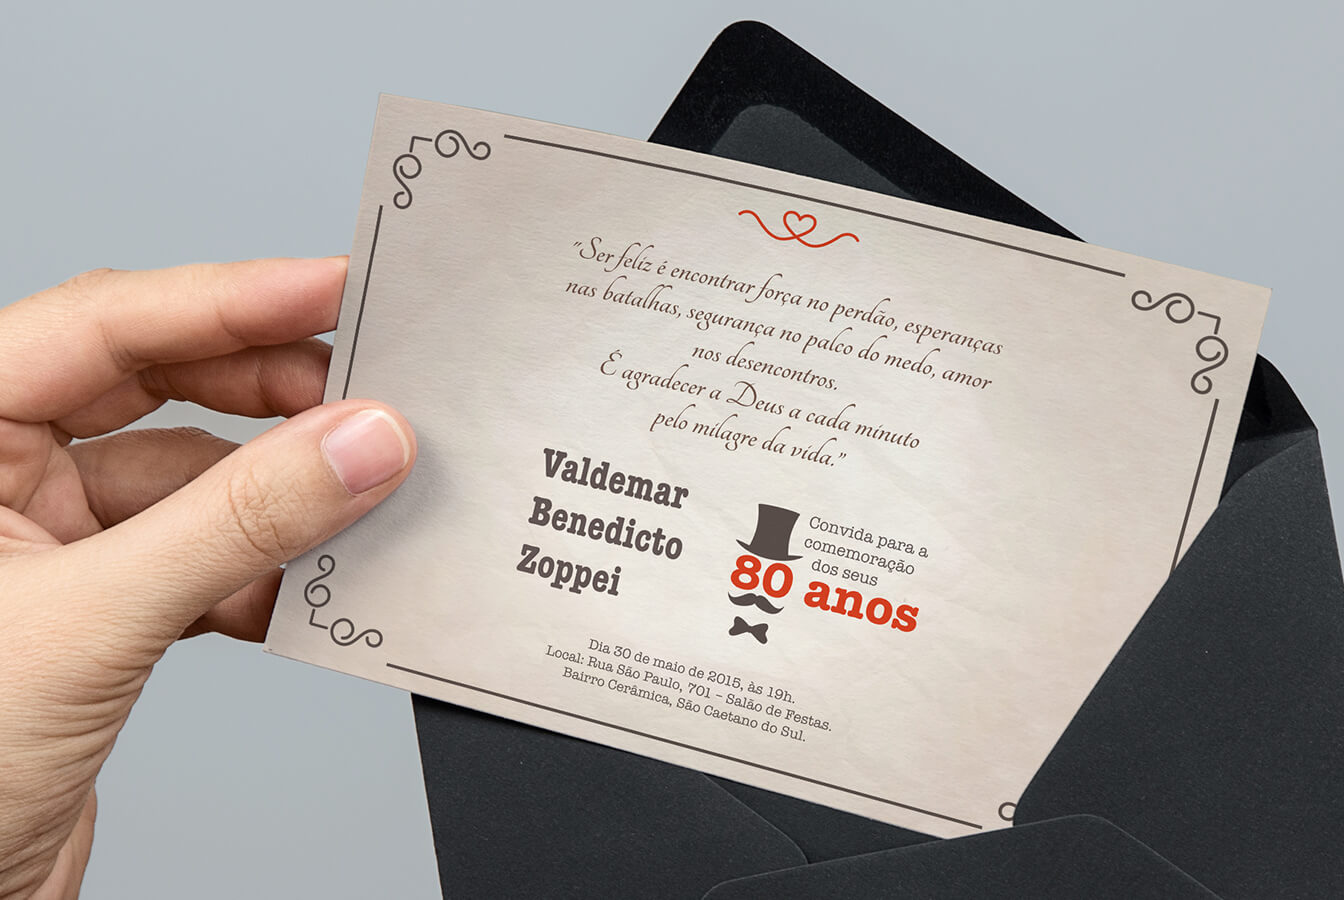 "Ser feliz é encontrar força no perdão, esperanças
nas batalhas, segurança no palco do medo, amor
nos desencontros.
É agradecer a Deus a cada minuto
pelo milagre da vida."
Valdemar
Benedicto
Zoppei
Convida para a
comemoração
dos seus
80 anos
Dia 30 de maio de 2015, às 19h.
Local: Rua São Paulo, 701 – Salão de Festas.
Bairro Cerâmica, São Caetano do Sul.